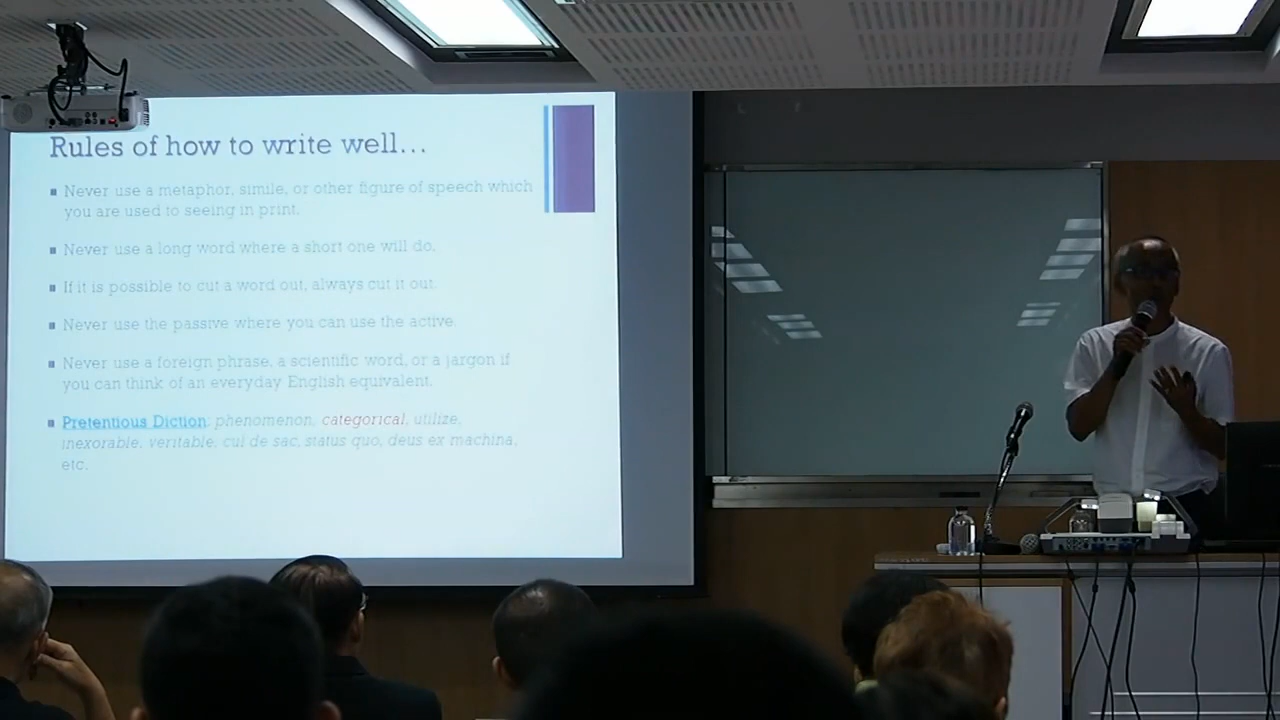 Rules of how to write well...
Never use a metaphor, simile, or other figure of speech which
you are used to seeing in print.
Never use a long word where a short one will do.
If it is possible to cut a word out, always cut it out.
Never use the passive where you can use the active.
Never use a foreign phrase, a scientific word, or a jargon if
you can think of an everyday English equivalent.
Pretentious Diction: phenomenon, categorical, utilize,
inexorable, veritable, cul de sac, status quo, deus ex machina,
etc.